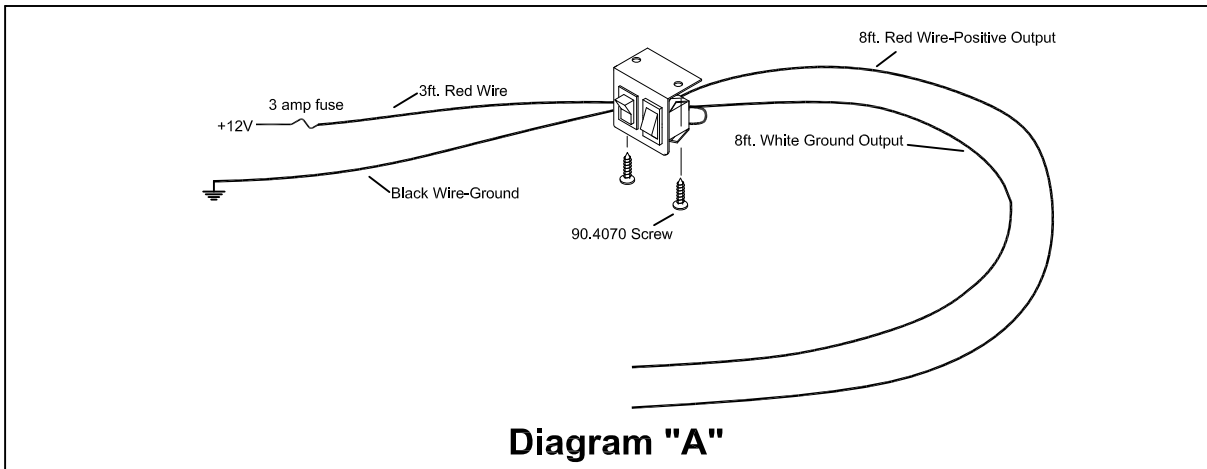 8ft. Red Wire-Positive Output
3ft. Red Wire
3 amp fuse
+12V
8ft. White Ground Output
Black Wire-Ground
90.4070 Screw
Diagram "A"